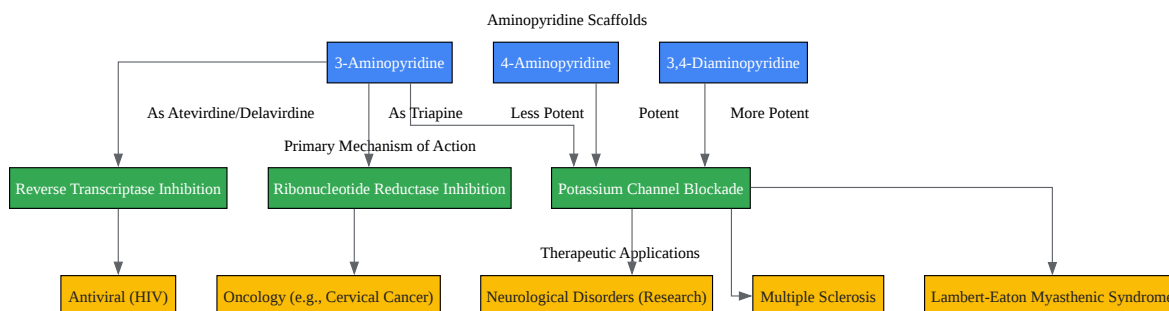 Aminopyridine Scaffolds
3-Aminopyridine
4-Aminopyridine
3,4-Diaminopyridine
As Atevirdine/Delavirdine
As Triapine
Less Potent
Potent
More Potent
Primary Mechanism of Action
Reverse Transcriptase Inhibition
Ribonucleotide Reductase Inhibition
Potassium Channel Blockade
Therapeutic Applications
Antiviral (HIV)
Oncology (e.g., Cervical Cancer)
Neurological Disorders (Research)
Multiple Sclerosis
Lambert-Eaton Myasthenic Syndrome